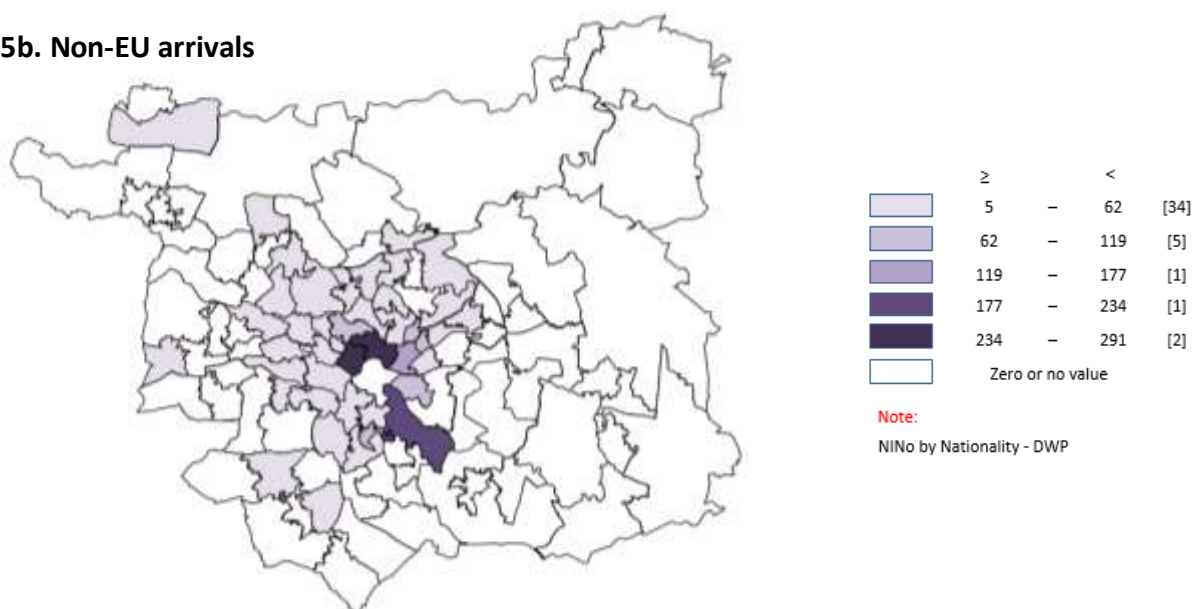 5b. Non-EU arrivals
≥ <
5 – 62 [34]
62 – 119 [5]
119 – 177 [1]
177 – 234 [1]
234 – 291 [2]
Zero or no value
Note:
NINo by Nationality - DWP